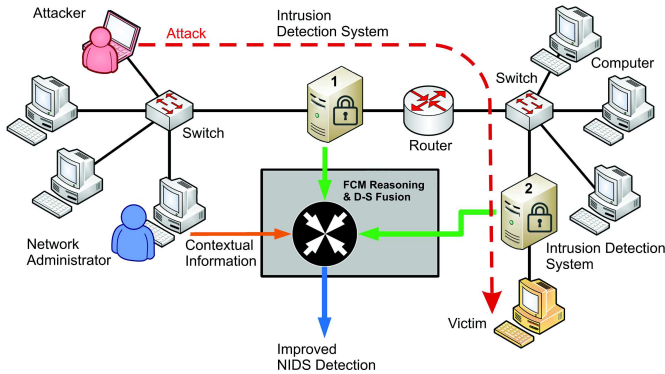 Attacker
Attack
Intrusion
Detection System
1
Switch
Router
Switch
Computer
FCM Reasoning
& D-S Fusion
2
Network
Administrator
Contextual
Information
Intrusion Detection
System
Victim
Improved
NIDS Detection